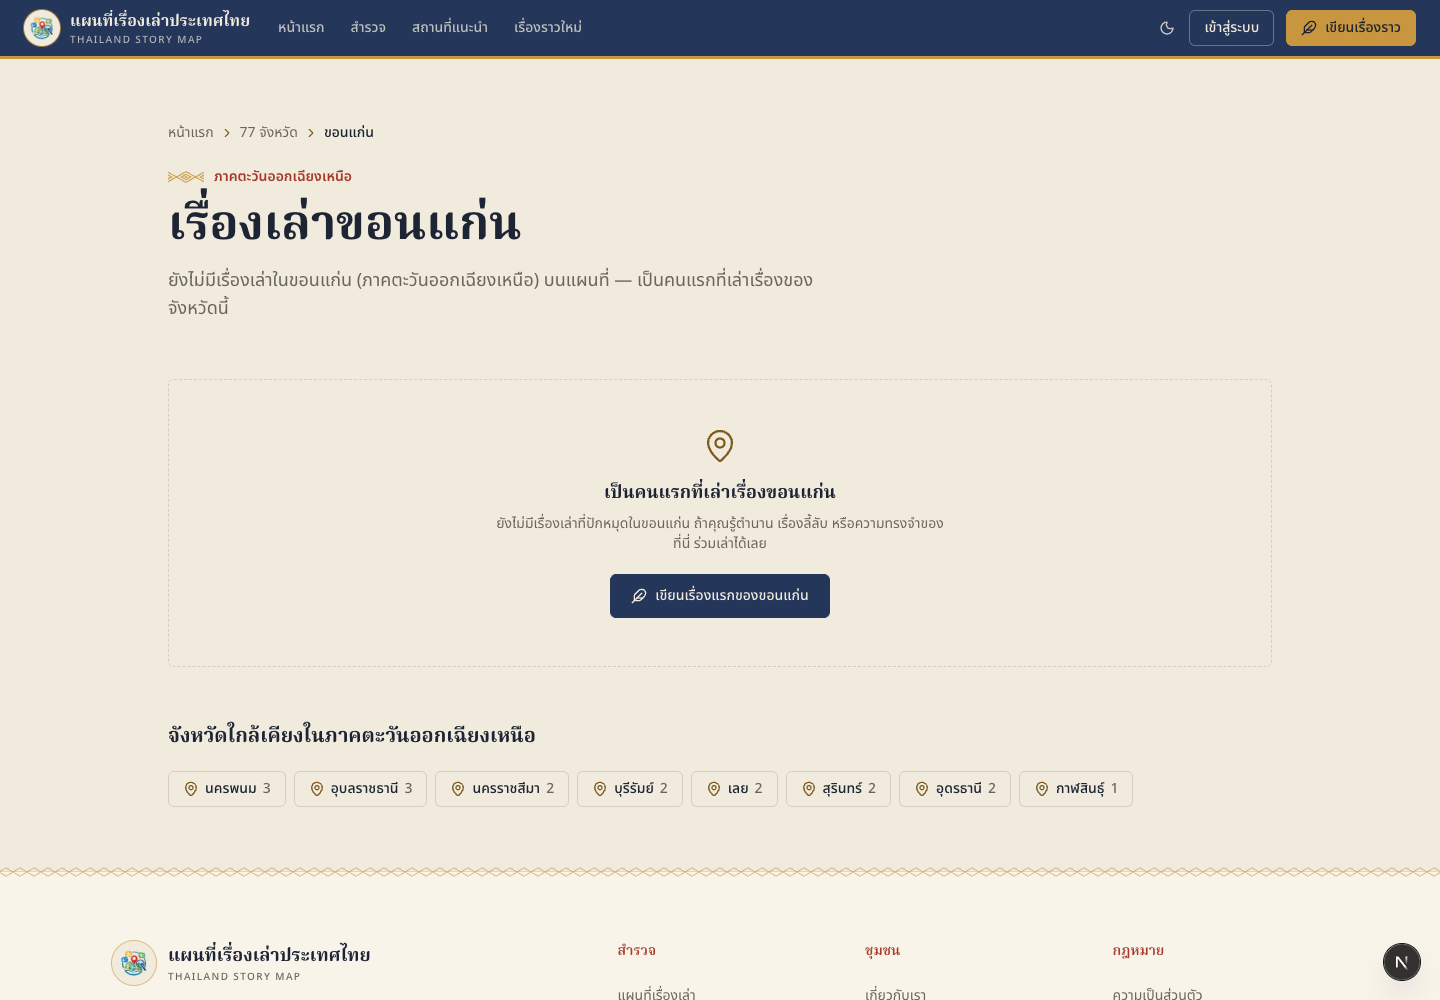 แผนที่เรื่องเล่าประเทศไทย
THAILAND STORY MAP
หน้าแรก
สำรวจ
สถานที่แนะนำ
เรื่องราวใหม่
เข้าสู่ระบบ
เขียนเรื่องราว
หน้าแรก > 77 จังหวัด > ขอนแก่น
ภาคตะวันออกเฉียงเหนือ
เรื่องเล่าขอนแก่น
ยังไม่มีเรื่องเล่าในขอนแก่น (ภาคตะวันออกเฉียงเหนือ) บนแผนที่ — เป็นคนแรกที่เล่าเรื่องของ
จังหวัดนี้
เป็นคนแรกที่เล่าเรื่องขอนแก่น
ยังไม่มีเรื่องเล่าที่ปักหมุดในขอนแก่น ถ้าคุณรู้ตำนาน เรื่องลี้ลับ หรือความทรงจำของ
ที่นี่ ร่วมเล่าได้เลย
เขียนเรื่องแรกของขอนแก่น
จังหวัดใกล้เคียงในภาคตะวันออกเฉียงเหนือ
นครพนม 3
อุบลราชธานี 3
นครราชสีมา 2
บุรีรัมย์ 2
เลย 2
สุรินทร์ 2
อุดรธานี 2
กาฬสินธุ์ 1
แผนที่เรื่องเล่าประเทศไทย
THAILAND STORY MAP
สำรวจ
ชุมชน
กฎหมาย
แผนที่เรื่องเล่า
เกี่ยวกับเรา
ความเป็นส่วนตัว
N